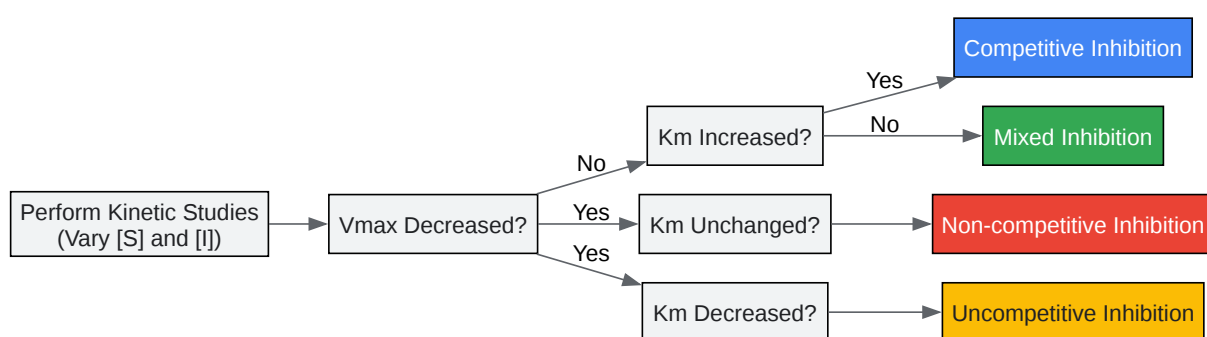 Competitive Inhibition
Yes
Km Increased?
No
Mixed Inhibition
No
Perform Kinetic Studies
(Vary [S] and [I])
Vmax Decreased?
Yes
Km Unchanged?
Non-competitive Inhibition
Yes
Km Decreased?
Uncompetitive Inhibition